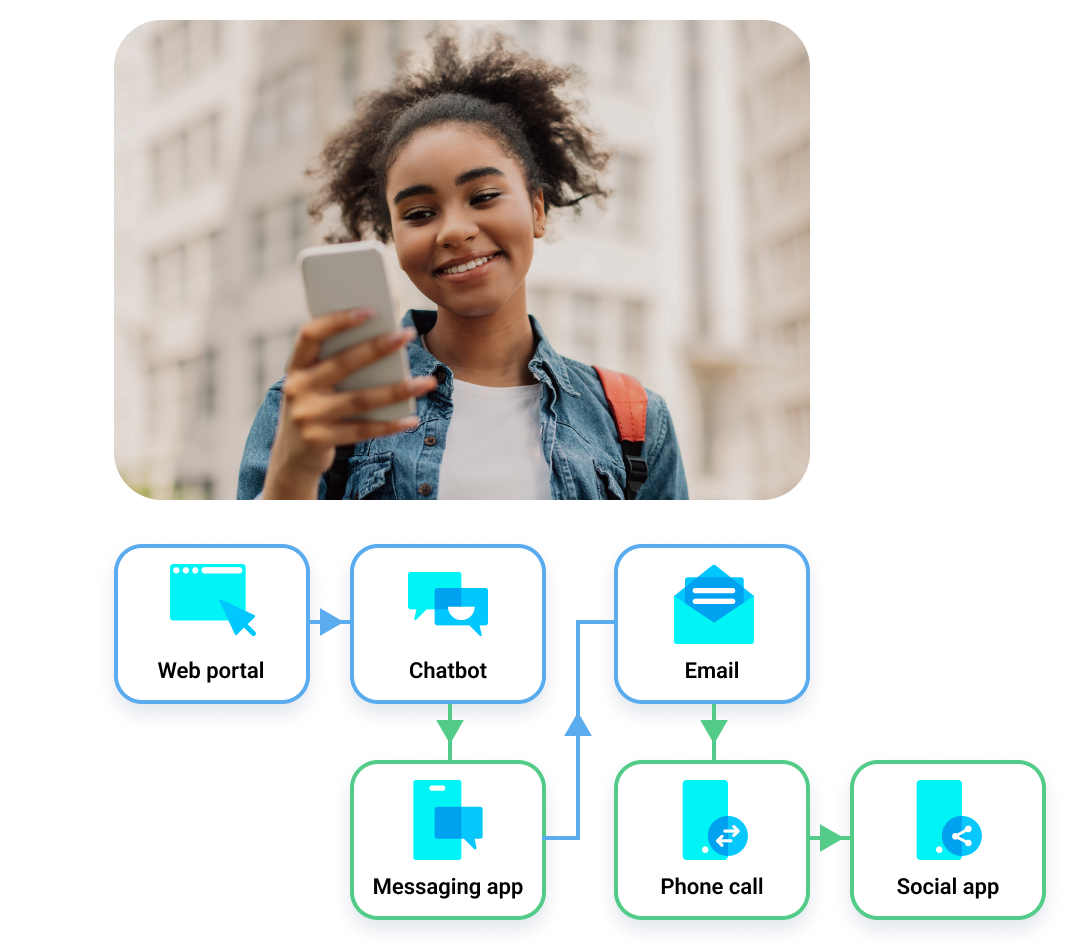 Web portal
Chatbot
Email
Messaging app
Phone call
Social app